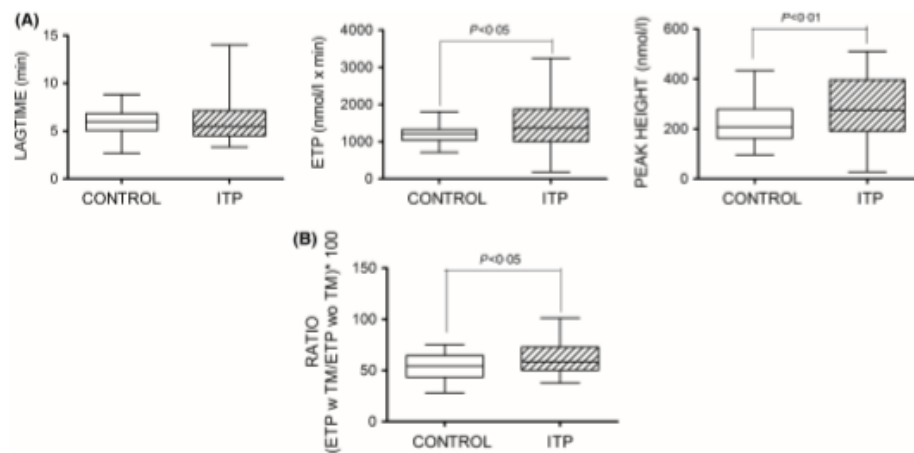 (A)
LAGTIME (min)
15
10
5
0
CONTROL
ITP
P<0·05
ETP (nmol/l x min)
4000
3000
2000
1000
0
CONTROL
ITP
P<0·01
PEAK HEIGHT (nmol/l)
600
400
200
0
CONTROL
ITP
(B)
P<0·05
RATIO
(ETP w TM/ETP wo TM)* 100
150
100
50
0
CONTROL
ITP